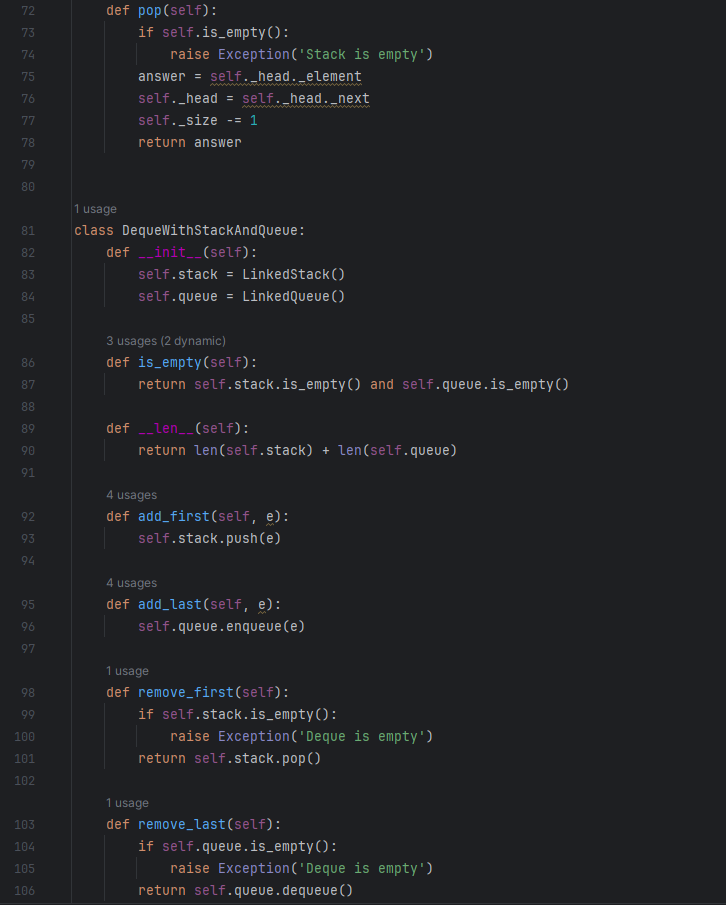 72 def pop(self):
73 if self.is_empty():
74 raise Exception('Stack is empty')
75 answer = self._head._element
76 self._head = self._head._next
77 self._size -= 1
78 return answer
79
80
1 usage
81 class DequeWithStackAndQueue:
82 def __init__(self):
83 self.stack = LinkedStack()
84 self.queue = LinkedQueue()
85
3 usages (2 dynamic)
86 def is_empty(self):
87 return self.stack.is_empty() and self.queue.is_empty()
88
89 def __len__(self):
90 return len(self.stack) + len(self.queue)
91
4 usages
92 def add_first(self, e):
93 self.stack.push(e)
94
4 usages
95 def add_last(self, e):
96 self.queue.enqueue(e)
97
1 usage
98 def remove_first(self):
99 if self.stack.is_empty():
100 raise Exception('Deque is empty')
101 return self.stack.pop()
102
1 usage
103 def remove_last(self):
104 if self.queue.is_empty():
105 raise Exception('Deque is empty')
106 return self.queue.dequeue()